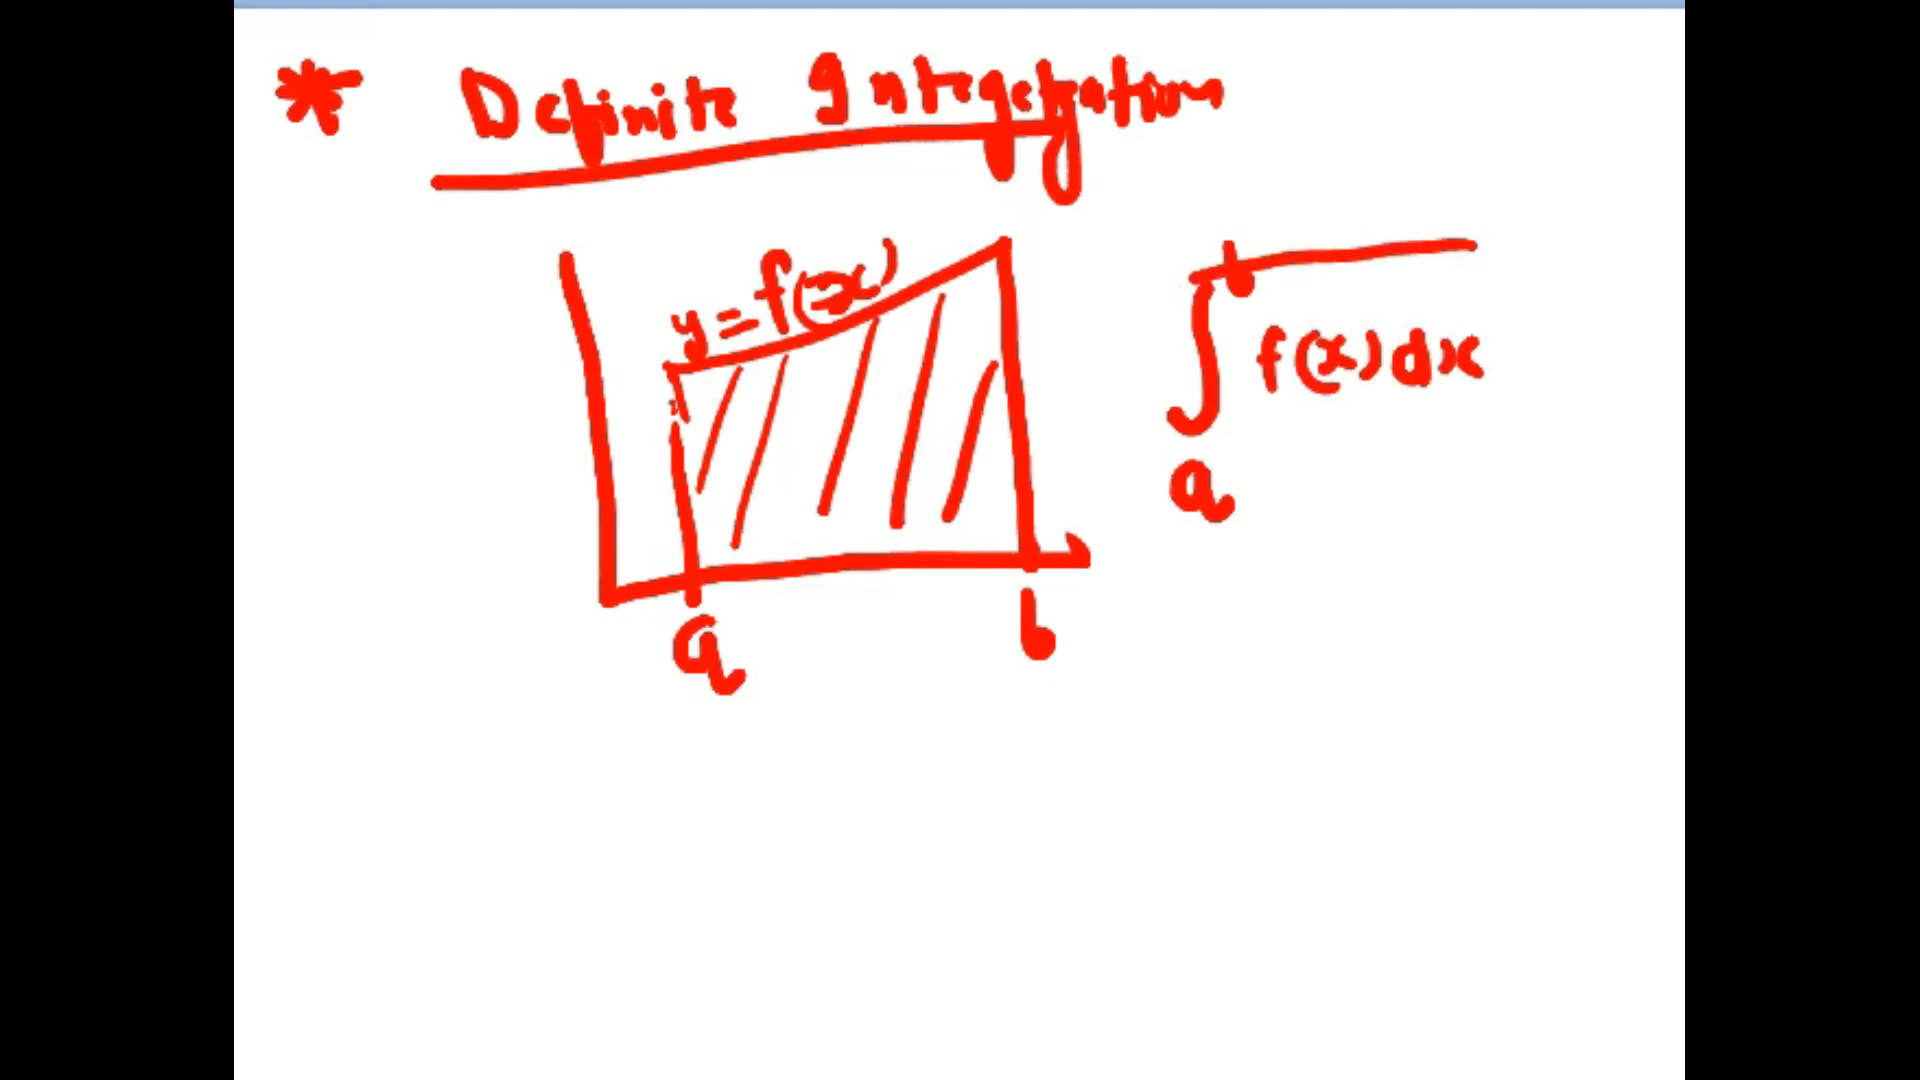 * Definite Integration
y=f(x)
b
∫ f(x)dx
a
a b